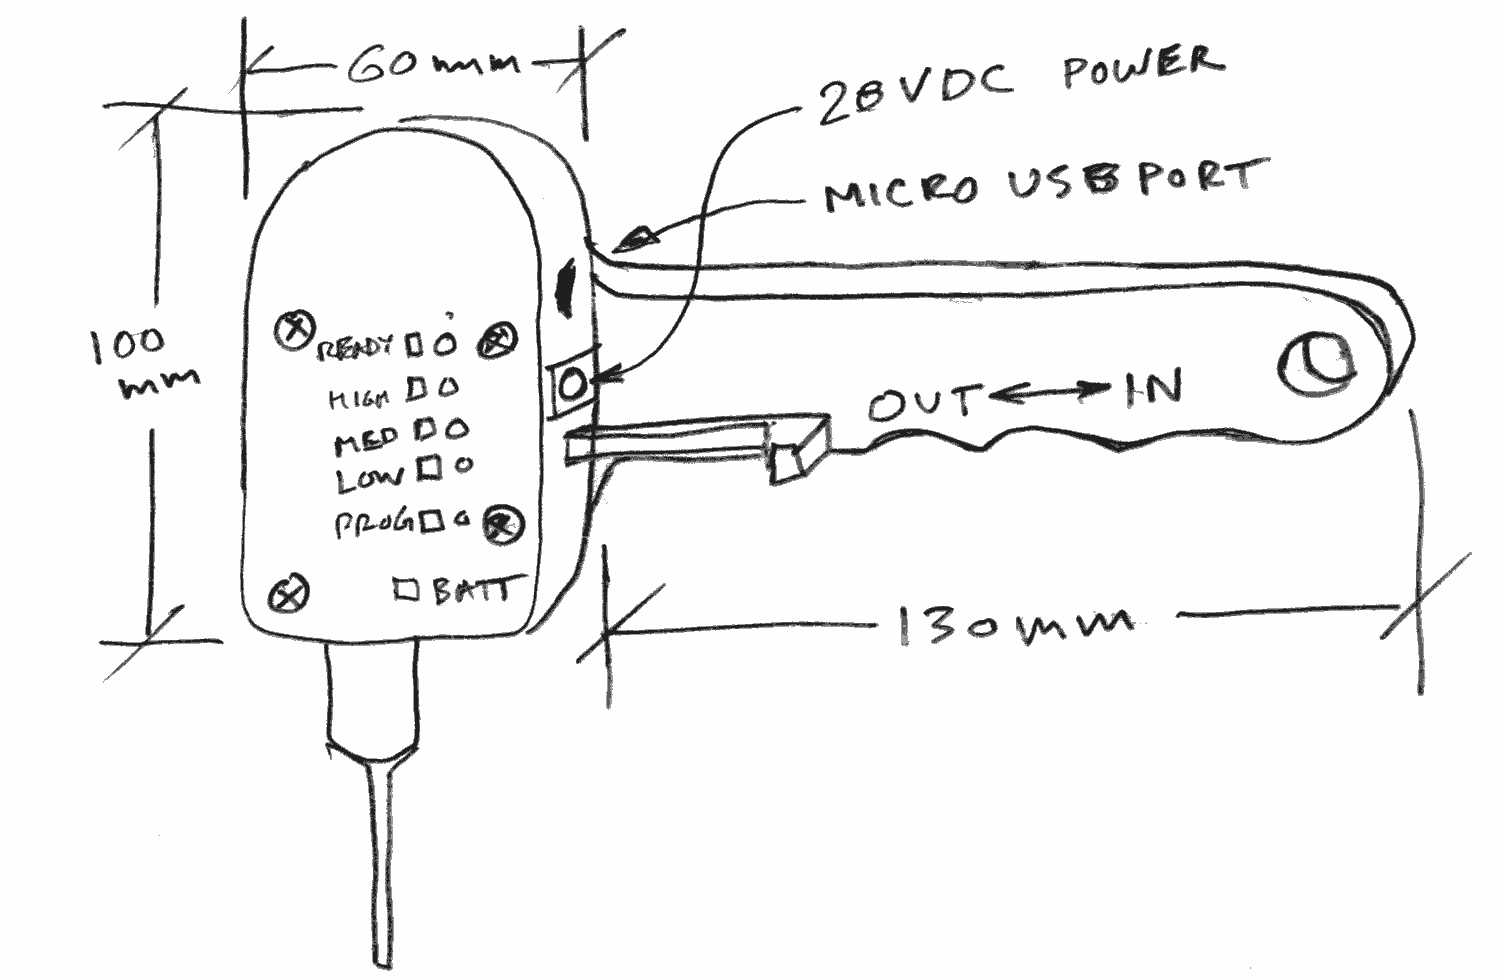 60mm
28VDC POWER
MICRO USB PORT
100
mm
READY
HIGH
MED
LOW
PROG
BATT
OUT ↔ IN
130mm